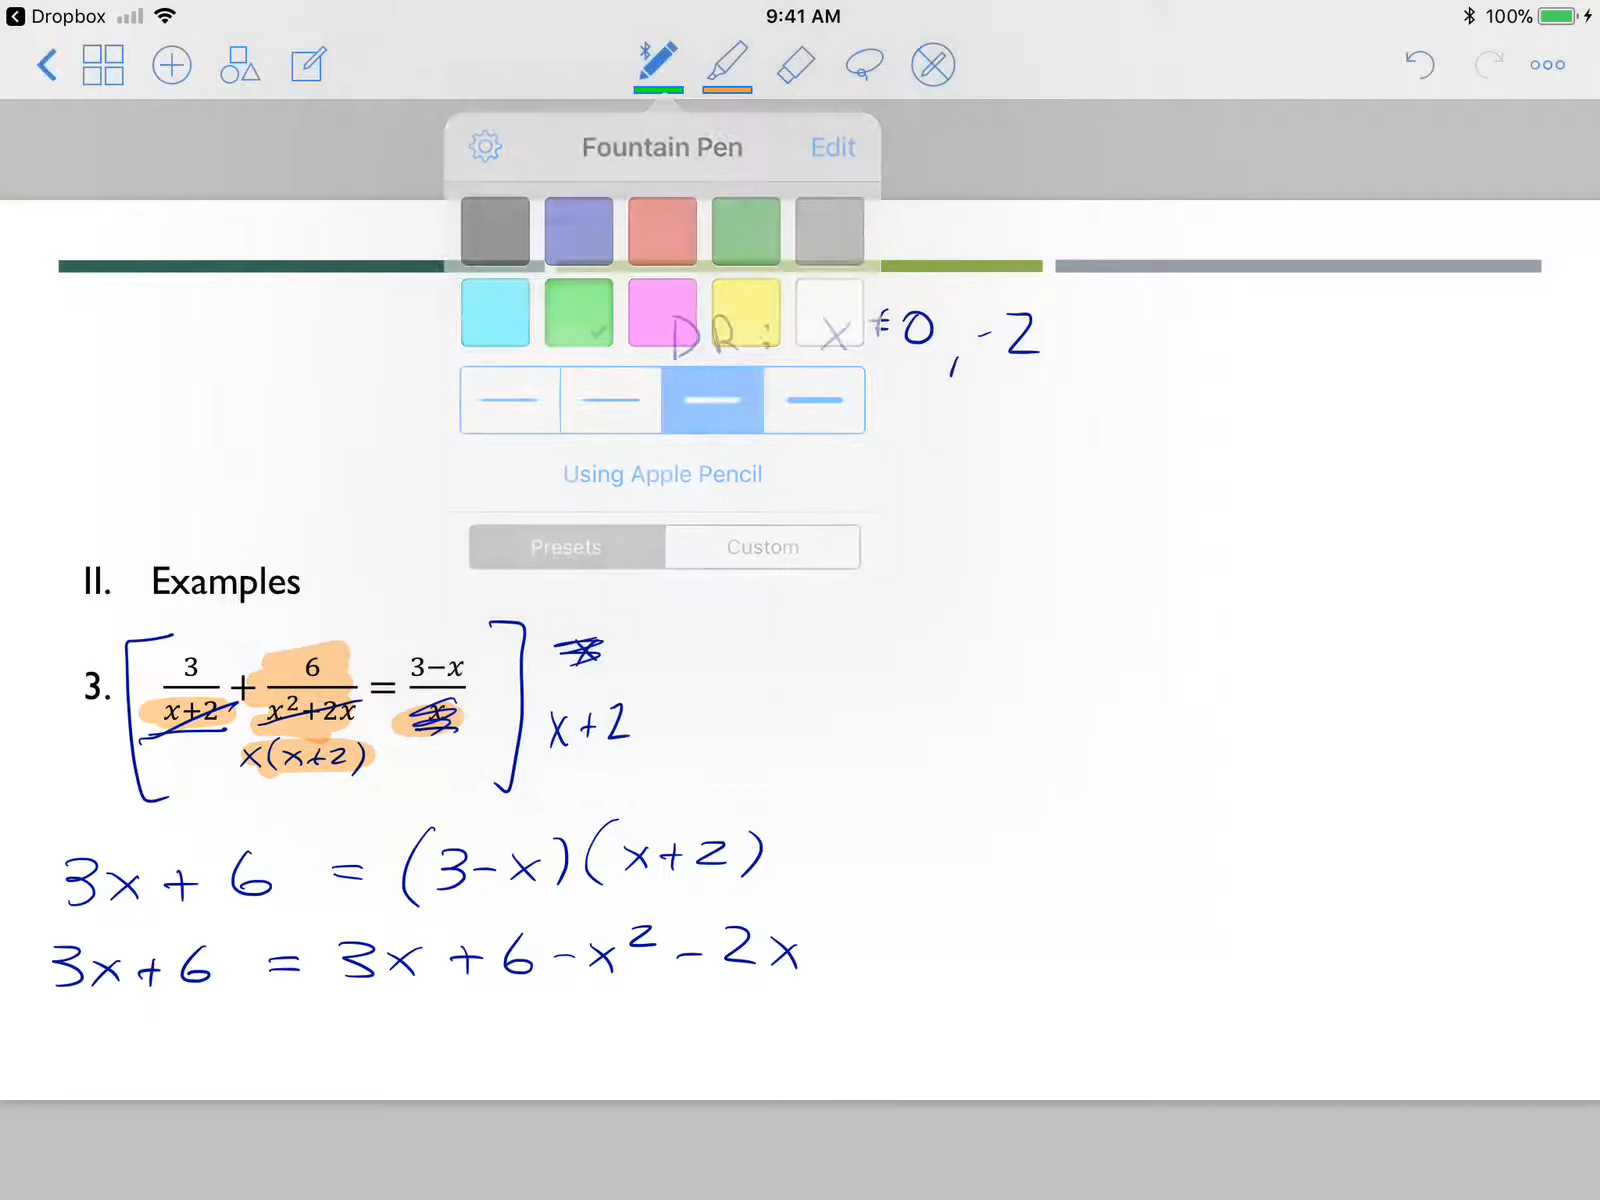 Dropbox 9:41 AM 100%
Fountain Pen Edit
DR: x ≠ 0, -2
Using Apple Pencil
Presets Custom
II. Examples
3. [ 3/(x+2) + 6/(x²+2x) = (3−x)/x ] x
x(x+2) x+2
3x + 6 = (3-x)(x+2)
3x+6 = 3x + 6 - x² - 2x